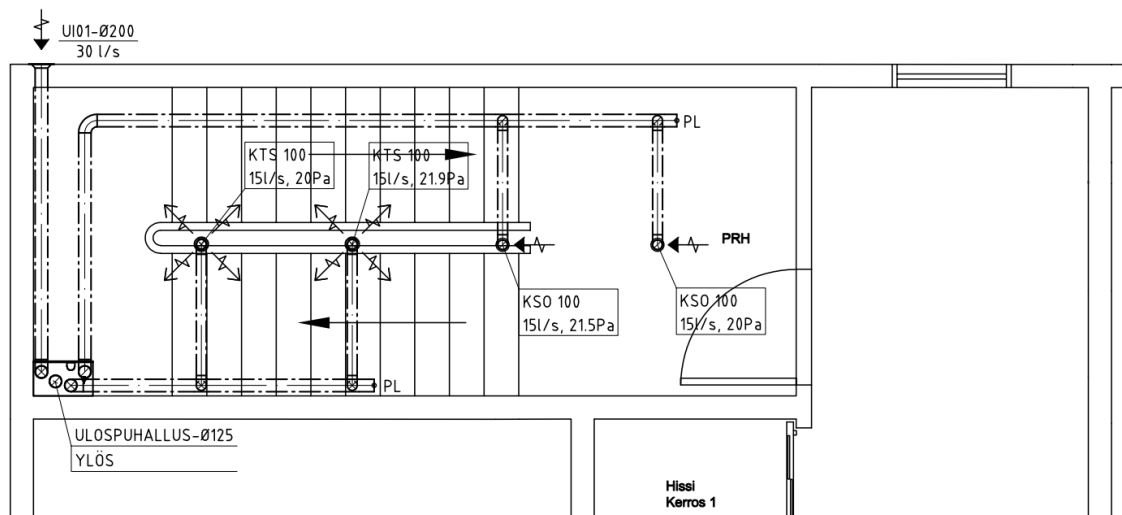 UI01-Ø200
30 l/s
PL
KTS 100
15l/s, 20Pa
KTS 100
15l/s, 21.9Pa
PRH
KSO 100
15l/s, 21.5Pa
KSO 100
15l/s, 20Pa
PL
ULOSPUHALLUS-Ø125
YLÖS
Hissi
Kerros 1